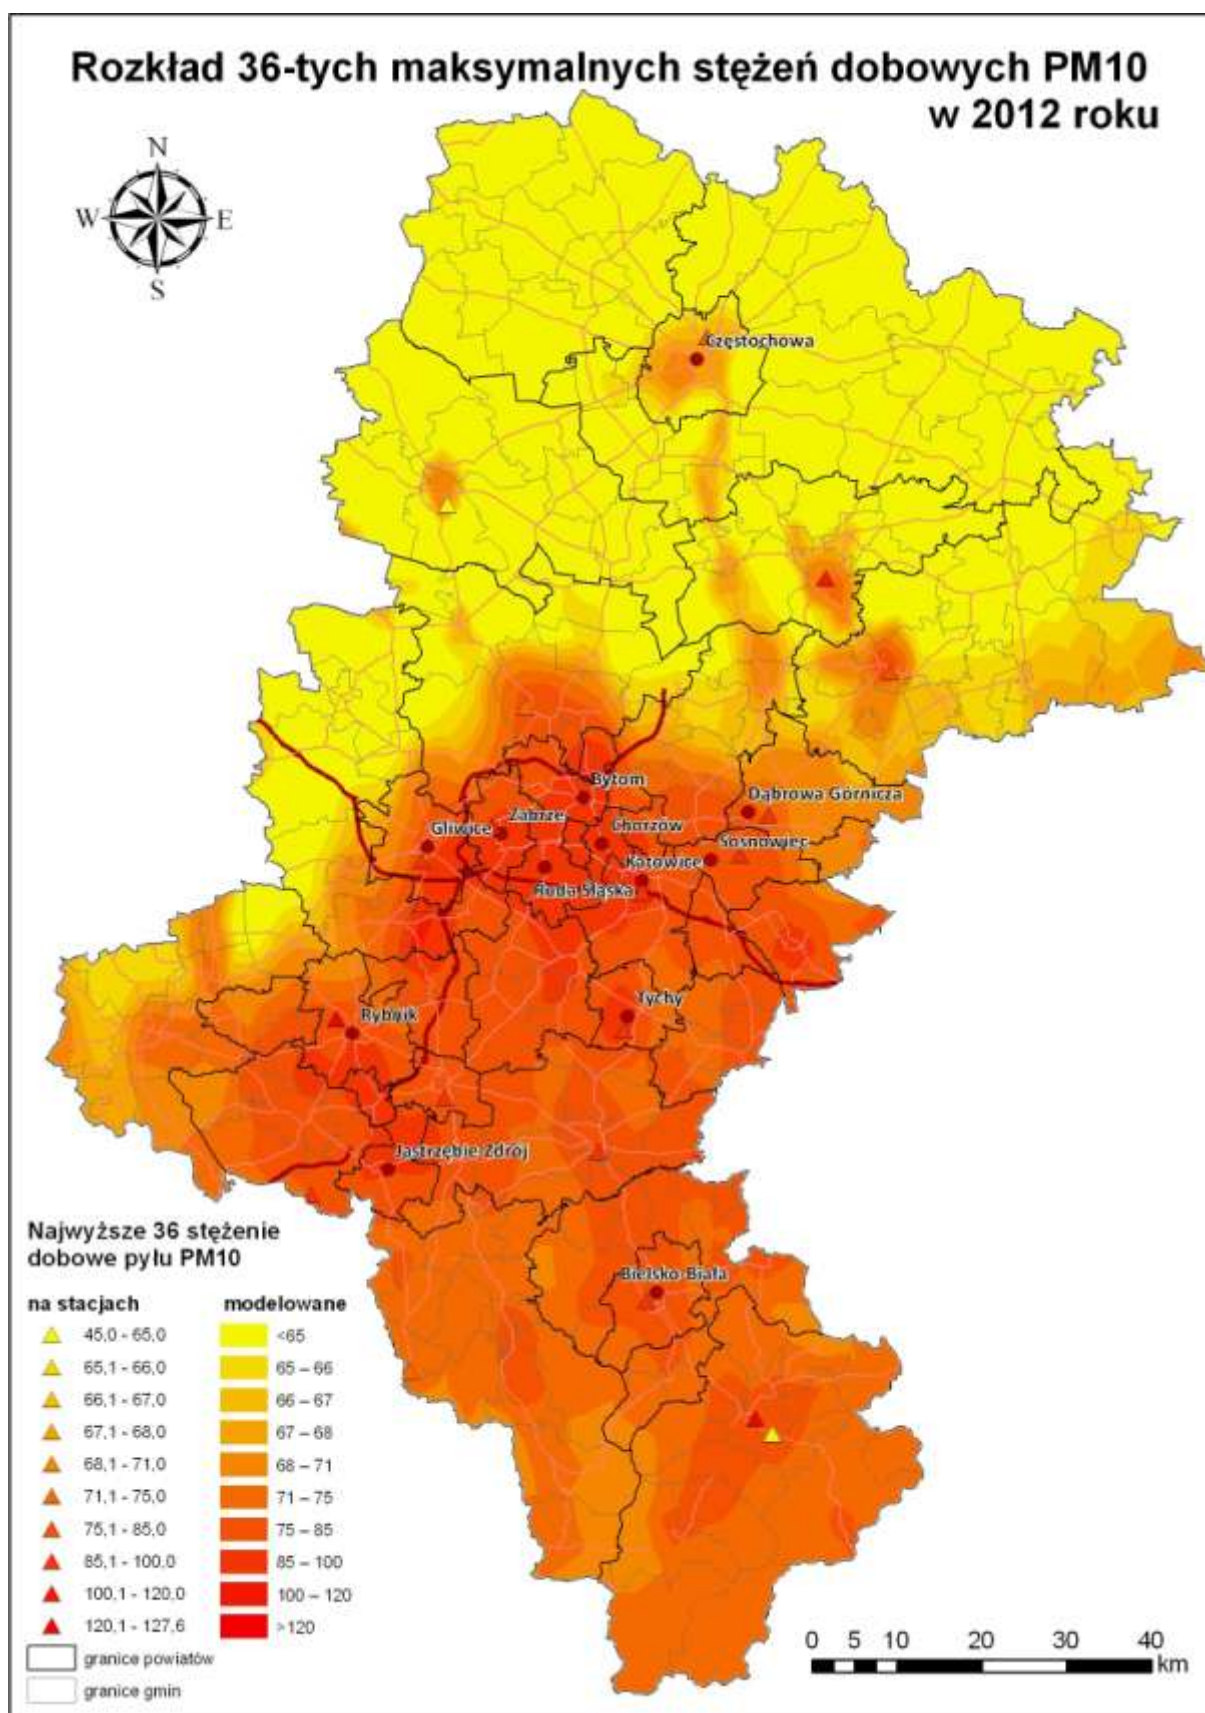 Rozkład 36-tych maksymalnych stężeń dobowych PM10
w 2012 roku
N
W E
S
Częstochowa
Bytom
Dąbrowa Górnicza
Zabrze
Gliwice
Chorzów
Sosnowiec
Katowice
Ruda Śląska
Tychy
Rybnik
Jastrzębie-Zdrój
Bielsko-Biała
Najwyższe 36 stężenie
dobowe pyłu PM10
na stacjach modelowane
45,0 - 65,0 <65
65,1 - 66,0 65 – 66
66,1 - 67,0 66 – 67
67,1 - 68,0 67 – 68
68,1 - 71,0 68 – 71
71,1 - 75,0 71 – 75
75,1 - 85,0 75 – 85
85,1 - 100,0 85 – 100
100,1 - 120,0 100 – 120
120,1 - 127,6 >120
granice powiatów
granice gmin
0 5 10 20 30 40
km